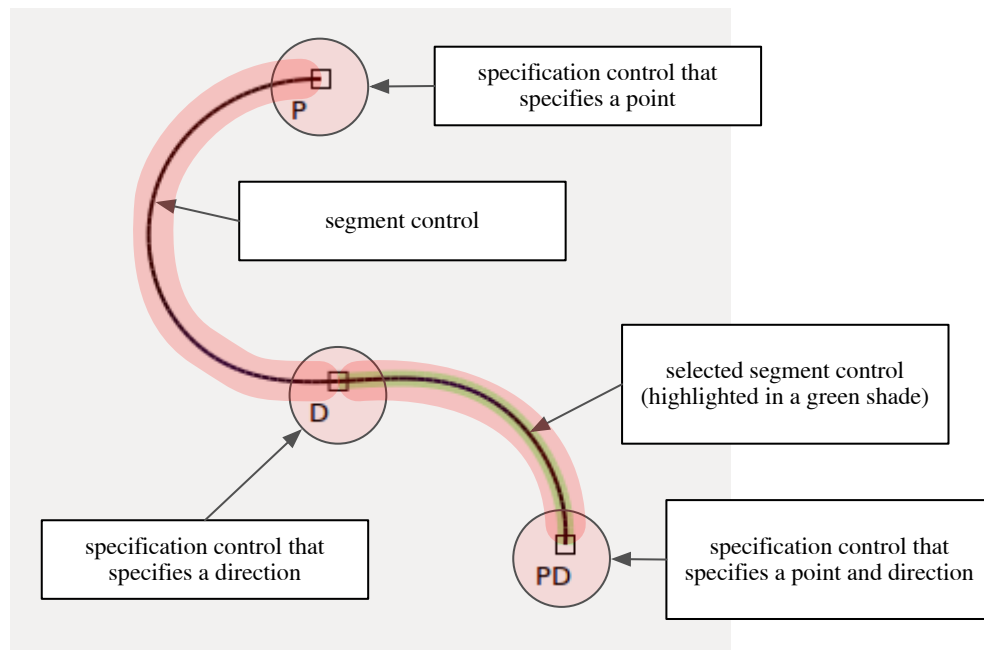 specification control that
specifies a point
P
segment control
selected segment control
(highlighted in a green shade)
D
specification control that
specifies a direction
specification control that
specifies a point and direction
PD